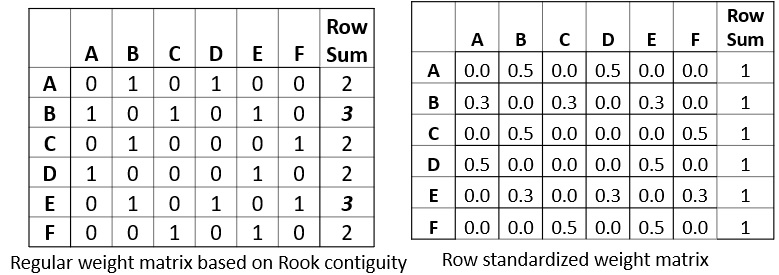 A B C D E F Row Sum
A 0 1 0 1 0 0 2
B 1 0 1 0 1 0 3
C 0 1 0 0 0 1 2
D 1 0 0 0 1 0 2
E 0 1 0 1 0 1 3
F 0 0 1 0 1 0 2
Regular weight matrix based on Rook contiguity
A B C D E F Row Sum
A 0.0 0.5 0.0 0.5 0.0 0.0 1
B 0.3 0.0 0.3 0.0 0.3 0.0 1
C 0.0 0.5 0.0 0.0 0.0 0.5 1
D 0.5 0.0 0.0 0.0 0.5 0.0 1
E 0.0 0.3 0.0 0.3 0.0 0.3 1
F 0.0 0.0 0.5 0.0 0.5 0.0 1
Row standardized weight matrix